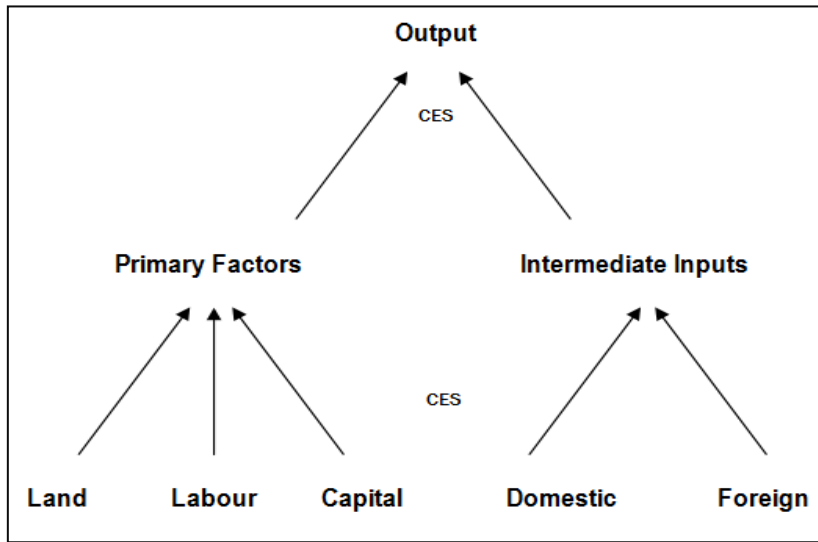 Output
CES
Primary Factors
Intermediate Inputs
CES
Land
Labour
Capital
Domestic
Foreign